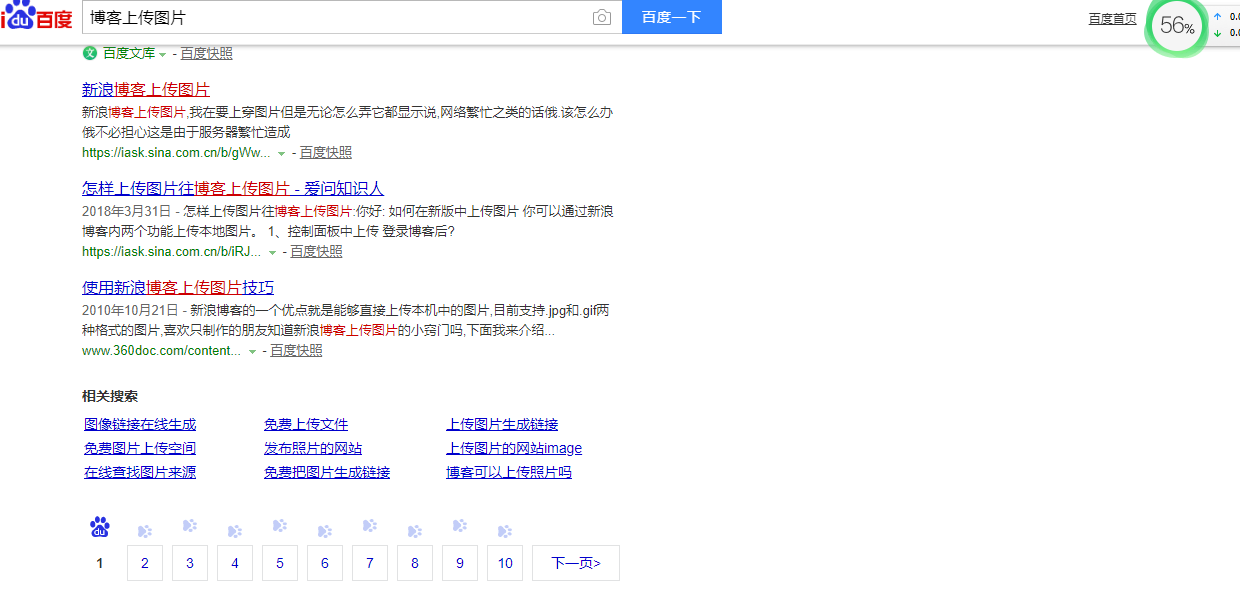 du百度
博客上传图片
百度一下
百度首页
56%
0.0
0.0
百度文库 - 百度快照
新浪博客上传图片
新浪博客上传图片,我在要上穿图片但是无论怎么弄它都显示说,网络繁忙之类的话俄.该怎么办
俄不必担心这是由于服务器繁忙造成
https://iask.sina.com.cn/b/gWw... - 百度快照
怎样上传图片往博客上传图片 - 爱问知识人
2018年3月31日 - 怎样上传图片往博客上传图片:你好: 如何在新版中上传图片 你可以通过新浪
博客内两个功能上传本地图片。 1、控制面板中上传 登录博客后?
https://iask.sina.com.cn/b/iRJ... - 百度快照
使用新浪博客上传图片技巧
2010年10月21日 - 新浪博客的一个优点就是能够直接上传本机中的图片,目前支持.jpg和.gif两
种格式的图片,喜欢只制作的朋友知道新浪博客上传图片的小窍门吗,下面我来介绍...
www.360doc.com/content... - 百度快照
相关搜索
图像链接在线生成 免费上传文件 上传图片生成链接
免费图片上传空间 发布照片的网站 上传图片的网站image
在线查找图片来源 免费把图片生成链接 博客可以上传照片吗
du
1 2 3 4 5 6 7 8 9 10 下一页>